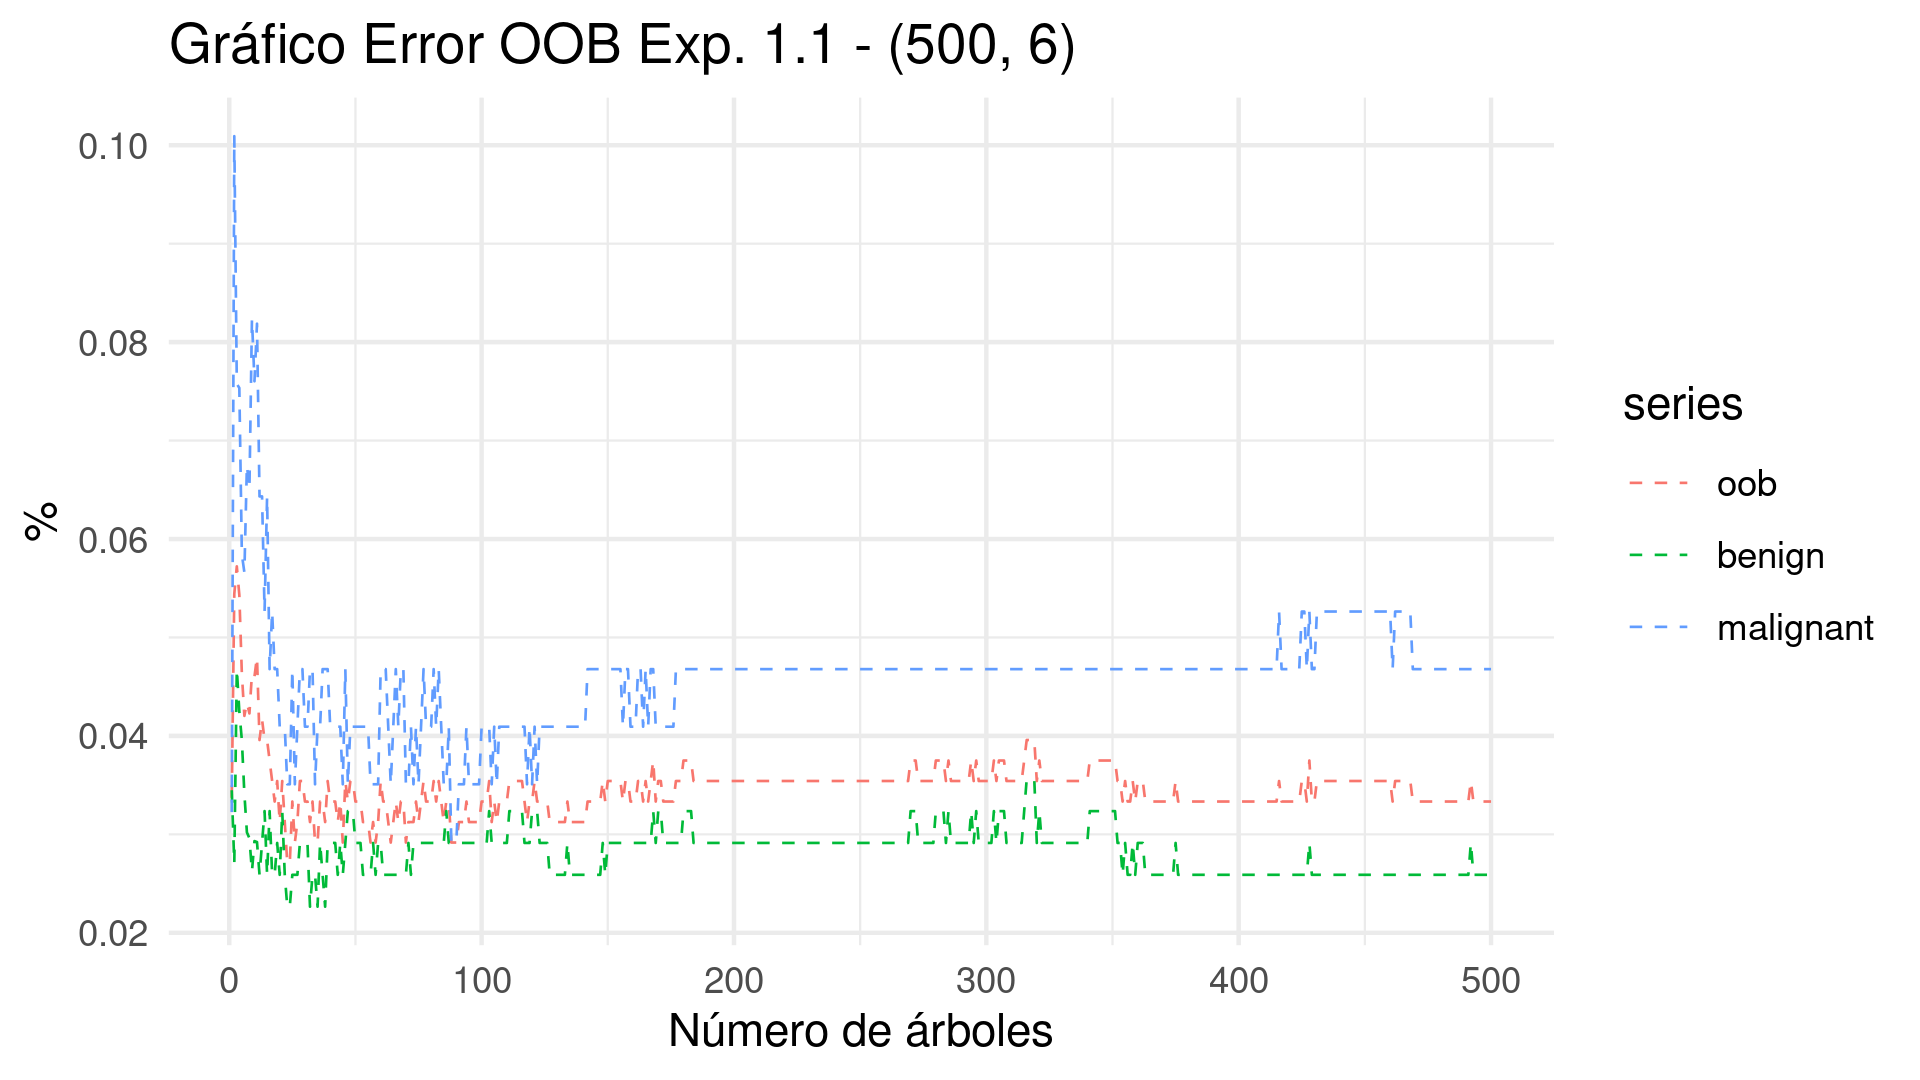 Gráfico Error OOB Exp. 1.1 - (500, 6)
0.10
0.08
0.06
0.04
0.02
%
0 100 200 300 400 500
Número de árboles
series
oob
benign
malignant